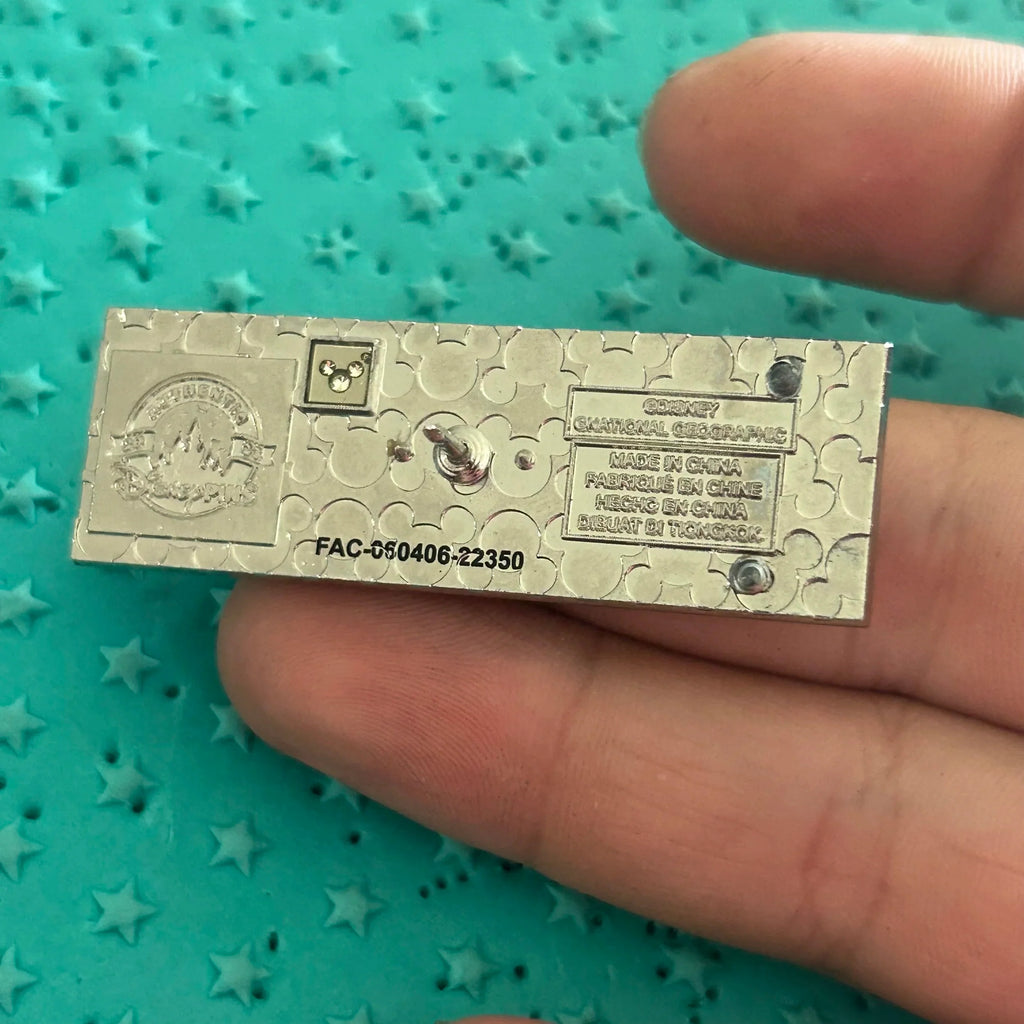 AUTHENTIC
DISNEY PINS
©DISNEY
©NATIONAL GEOGRAPHIC
MADE IN CHINA
FABRIQUÉ EN CHINE
HECHO EN CHINA
DIBUAT DI TIONGKOK
FAC-060406-22350